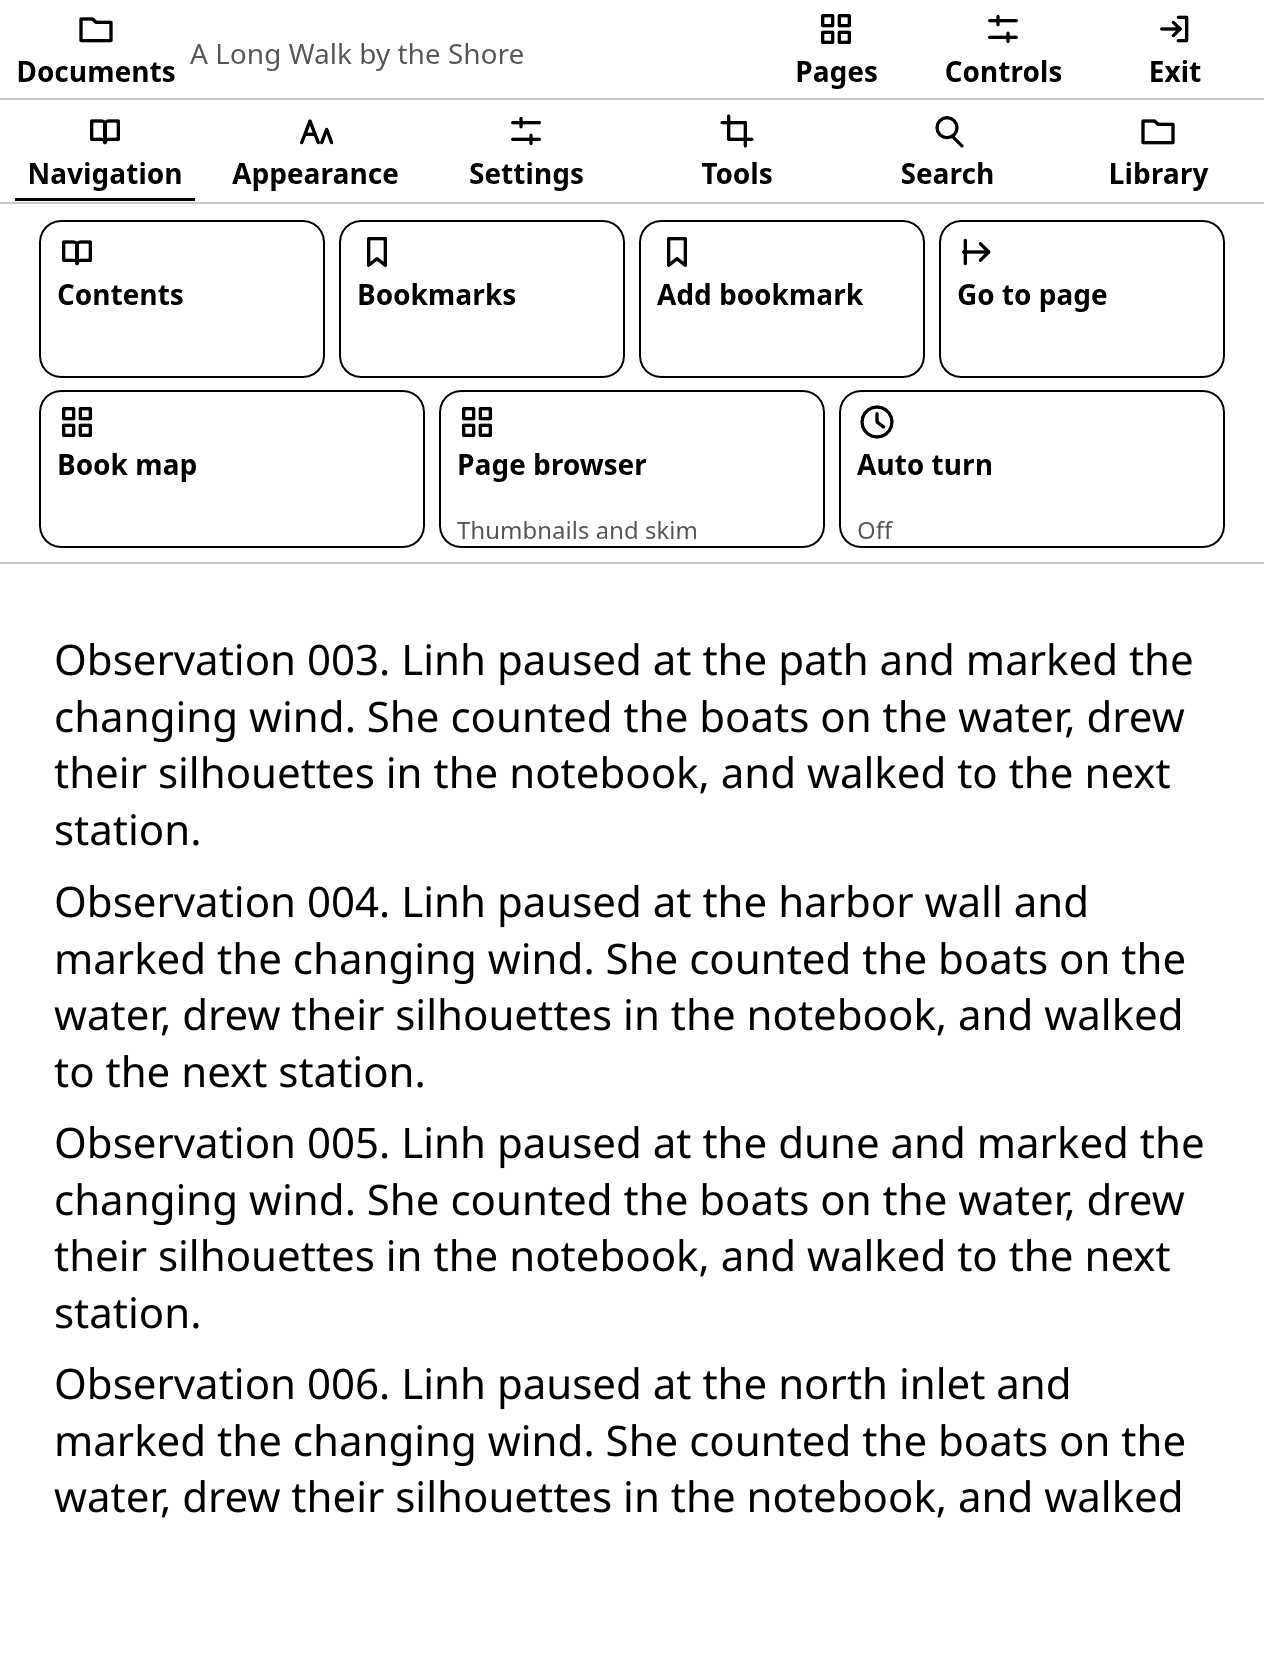 Documents
A Long Walk by the Shore
Pages
Controls
Exit
Navigation
Appearance
Settings
Tools
Search
Library
Contents
Bookmarks
Add bookmark
Go to page
Book map
Page browser
Thumbnails and skim
Auto turn
Off
Observation 003. Linh paused at the path and marked the
changing wind. She counted the boats on the water, drew
their silhouettes in the notebook, and walked to the next
station.
Observation 004. Linh paused at the harbor wall and
marked the changing wind. She counted the boats on the
water, drew their silhouettes in the notebook, and walked
to the next station.
Observation 005. Linh paused at the dune and marked the
changing wind. She counted the boats on the water, drew
their silhouettes in the notebook, and walked to the next
station.
Observation 006. Linh paused at the north inlet and
marked the changing wind. She counted the boats on the
water, drew their silhouettes in the notebook, and walked